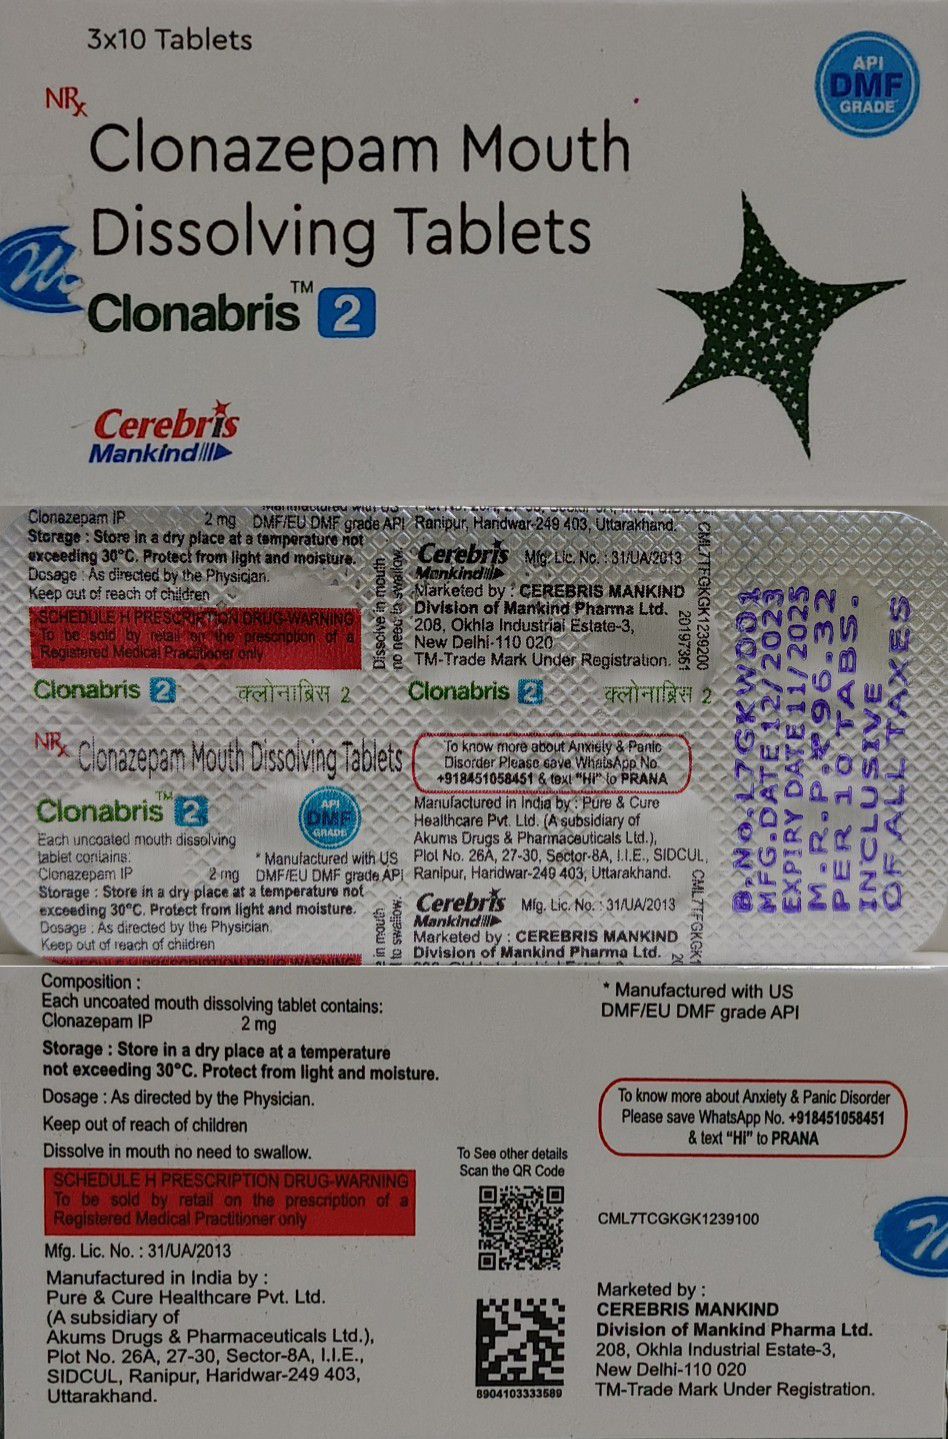 3x10 Tablets
API
DMF
GRADE
NRx
Clonazepam Mouth
Dissolving Tablets
Clonabris™ 2
Cerebris
Mankind
Clonazepam IP 2 mg DMF/EU DMF grade API
Storage : Store in a dry place at a temperature not
exceeding 30°C. Protect from light and moisture.
Dosage : As directed by the Physician.
Keep out of reach of children
SCHEDULE H PRESCRIPTION DRUG-WARNING
To be sold by retail on the prescription of a
Registered Medical Practitioner only
Dissolve in mouth
no need to swallow.
Ranipur, Haridwar-249 403, Uttarakhand.
Cerebris
Mankind
Mfg. Lic. No. : 31/UA/2013
Marketed by : CEREBRIS MANKIND
Division of Mankind Pharma Ltd.
208, Okhla Industrial Estate-3,
New Delhi-110 020
TM-Trade Mark Under Registration.
CML7TFGKGK1239200
20197361
Clonabris 2 क्लोनाब्रिस 2 Clonabris 2 क्लोनाब्रिस 2
NRx Clonazepam Mouth Dissolving Tablets
Clonabris™ 2
API
DMF
GRADE
Each uncoated mouth dissolving
tablet contains:
Clonazepam IP 2 mg
* Manufactured with US
DMF/EU DMF grade API
Storage : Store in a dry place at a temperature not
exceeding 30°C. Protect from light and moisture.
Dosage : As directed by the Physician.
Keep out of reach of children
in mouth
to swallow.
To know more about Anxiety & Panic
Disorder Please save WhatsApp No.
+918451058451 & text "Hi" to PRANA
Manufactured in India by : Pure & Cure
Healthcare Pvt. Ltd. (A subsidiary of
Akums Drugs & Pharmaceuticals Ltd.),
Plot No. 26A, 27-30, Sector-8A, I.I.E., SIDCUL,
Ranipur, Haridwar-249 403, Uttarakhand.
Cerebris
Mankind
Mfg. Lic. No. : 31/UA/2013
Marketed by : CEREBRIS MANKIND
Division of Mankind Pharma Ltd.
CML7TFGKGK1
B.No.L7GKW001
MFG.DATE 12/2023
EXPIRY DATE 11/2025
M.R.P.₹96.32
PER 10 TABS.
INCLUSIVE
OF ALL TAXES
Composition :
Each uncoated mouth dissolving tablet contains:
Clonazepam IP 2 mg
Storage : Store in a dry place at a temperature
not exceeding 30°C. Protect from light and moisture.
Dosage : As directed by the Physician.
Keep out of reach of children
Dissolve in mouth no need to swallow.
SCHEDULE H PRESCRIPTION DRUG-WARNING
To be sold by retail on the prescription of a
Registered Medical Practitioner only
Mfg. Lic. No. : 31/UA/2013
Manufactured in India by :
Pure & Cure Healthcare Pvt. Ltd.
(A subsidiary of
Akums Drugs & Pharmaceuticals Ltd.),
Plot No. 26A, 27-30, Sector-8A, I.I.E.,
SIDCUL, Ranipur, Haridwar-249 403,
Uttarakhand.
To See other details
Scan the QR Code
8904103333589
* Manufactured with US
DMF/EU DMF grade API
To know more about Anxiety & Panic Disorder
Please save WhatsApp No. +918451058451
& text "Hi" to PRANA
CML7TCGKGK1239100
Marketed by :
CEREBRIS MANKIND
Division of Mankind Pharma Ltd.
208, Okhla Industrial Estate-3,
New Delhi-110 020
TM-Trade Mark Under Registration.